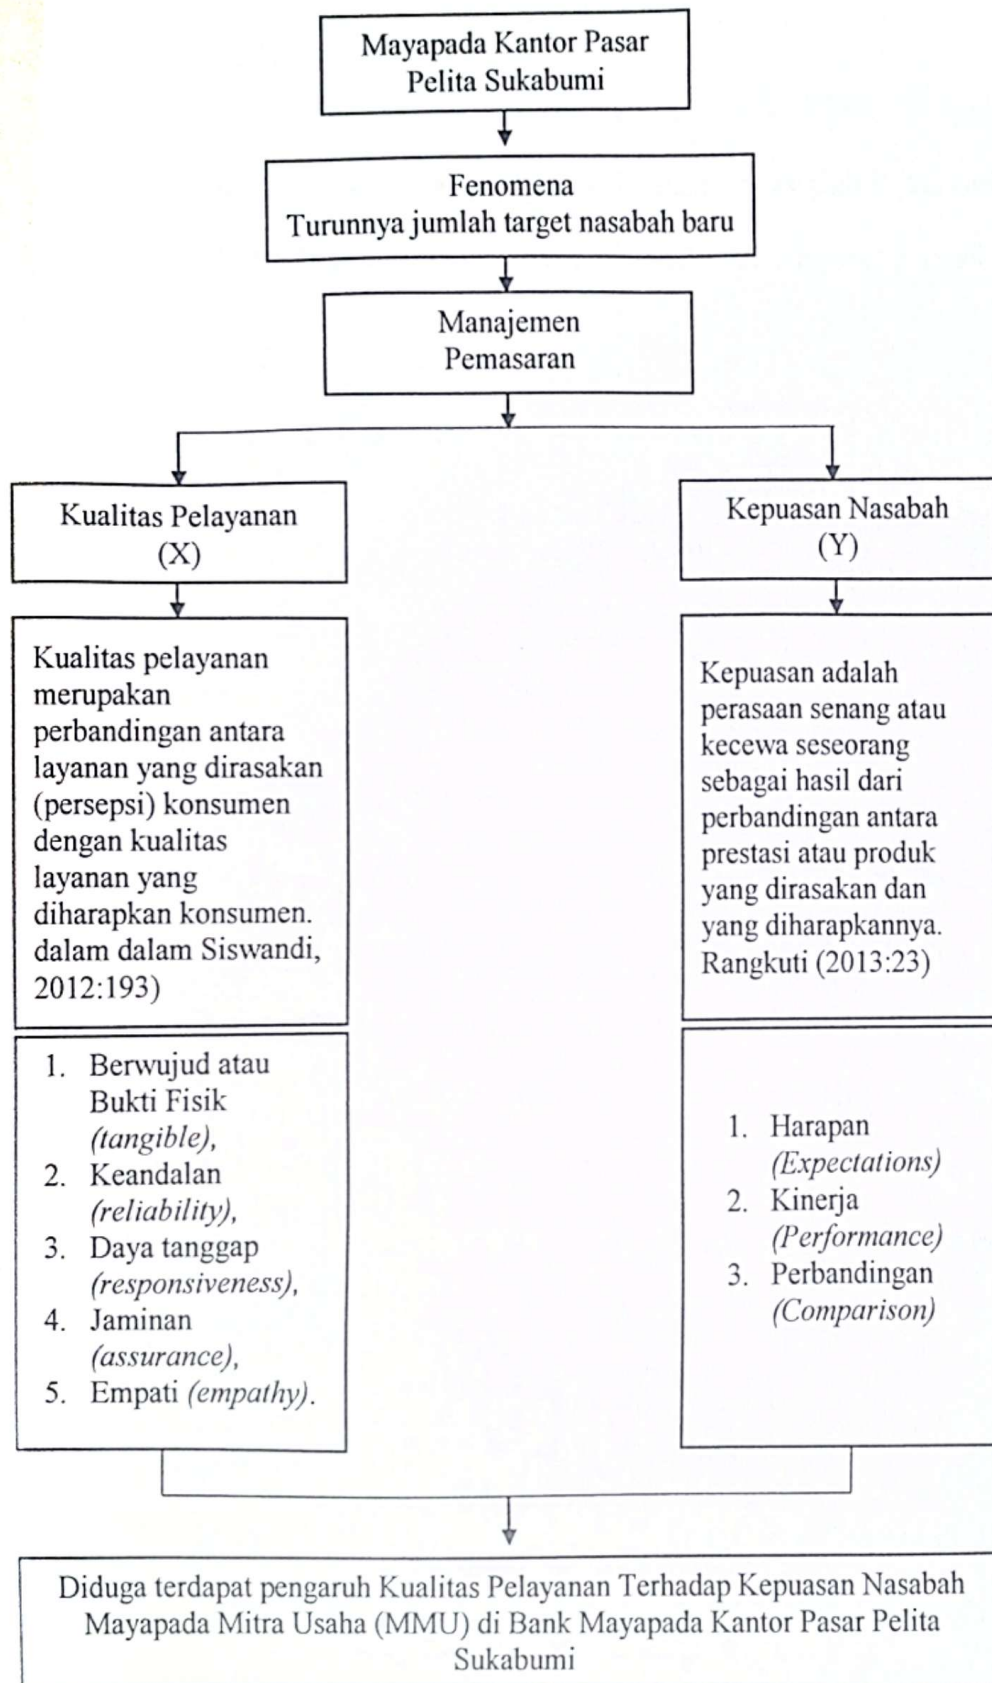 Mayapada Kantor Pasar
Pelita Sukabumi
Fenomena
Turunnya jumlah target nasabah baru
Manajemen
Pemasaran
Kualitas Pelayanan
(X)
Kepuasan Nasabah
(Y)
Kualitas pelayanan
merupakan
perbandingan antara
layanan yang dirasakan
(persepsi) konsumen
dengan kualitas
layanan yang
diharapkan konsumen.
dalam dalam Siswandi,
2012:193)
Kepuasan adalah
perasaan senang atau
kecewa seseorang
sebagai hasil dari
perbandingan antara
prestasi atau produk
yang dirasakan dan
yang diharapkannya.
Rangkuti (2013:23)
1. Berwujud atau
Bukti Fisik
(tangible),
2. Keandalan
(reliability),
3. Daya tanggap
(responsiveness),
4. Jaminan
(assurance),
5. Empati (empathy).
1. Harapan
(Expectations)
2. Kinerja
(Performance)
3. Perbandingan
(Comparison)
Diduga terdapat pengaruh Kualitas Pelayanan Terhadap Kepuasan Nasabah
Mayapada Mitra Usaha (MMU) di Bank Mayapada Kantor Pasar Pelita
Sukabumi